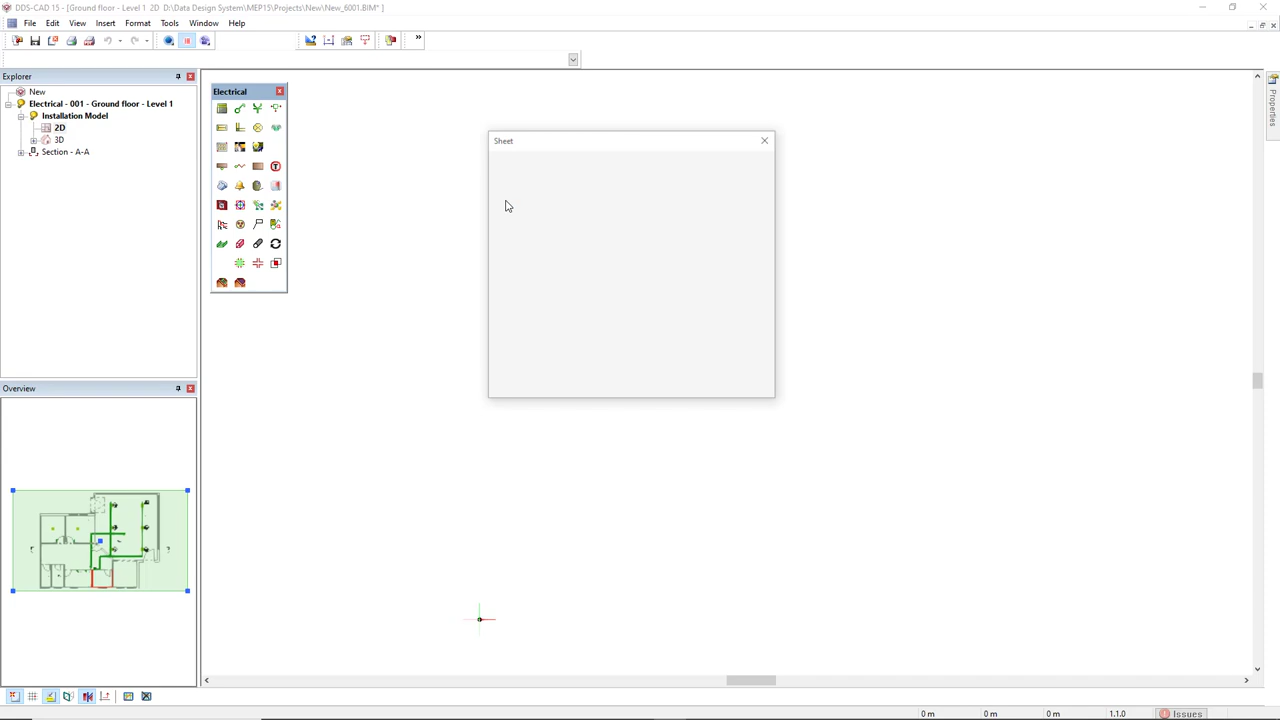 DDS-CAD 15 - [Ground floor - Level 1  2D  D:\Data Design System\MEP15\Projects\New\New_6001.BIM* ]
File Edit View Insert Format Tools Window Help
Explorer
New
Electrical - 001 - Ground floor - Level 1
Installation Model
2D
3D
Section - A-A
Electrical
Sheet
Properties
Overview
0 m 0 m 0 m 1.1.0 Issues